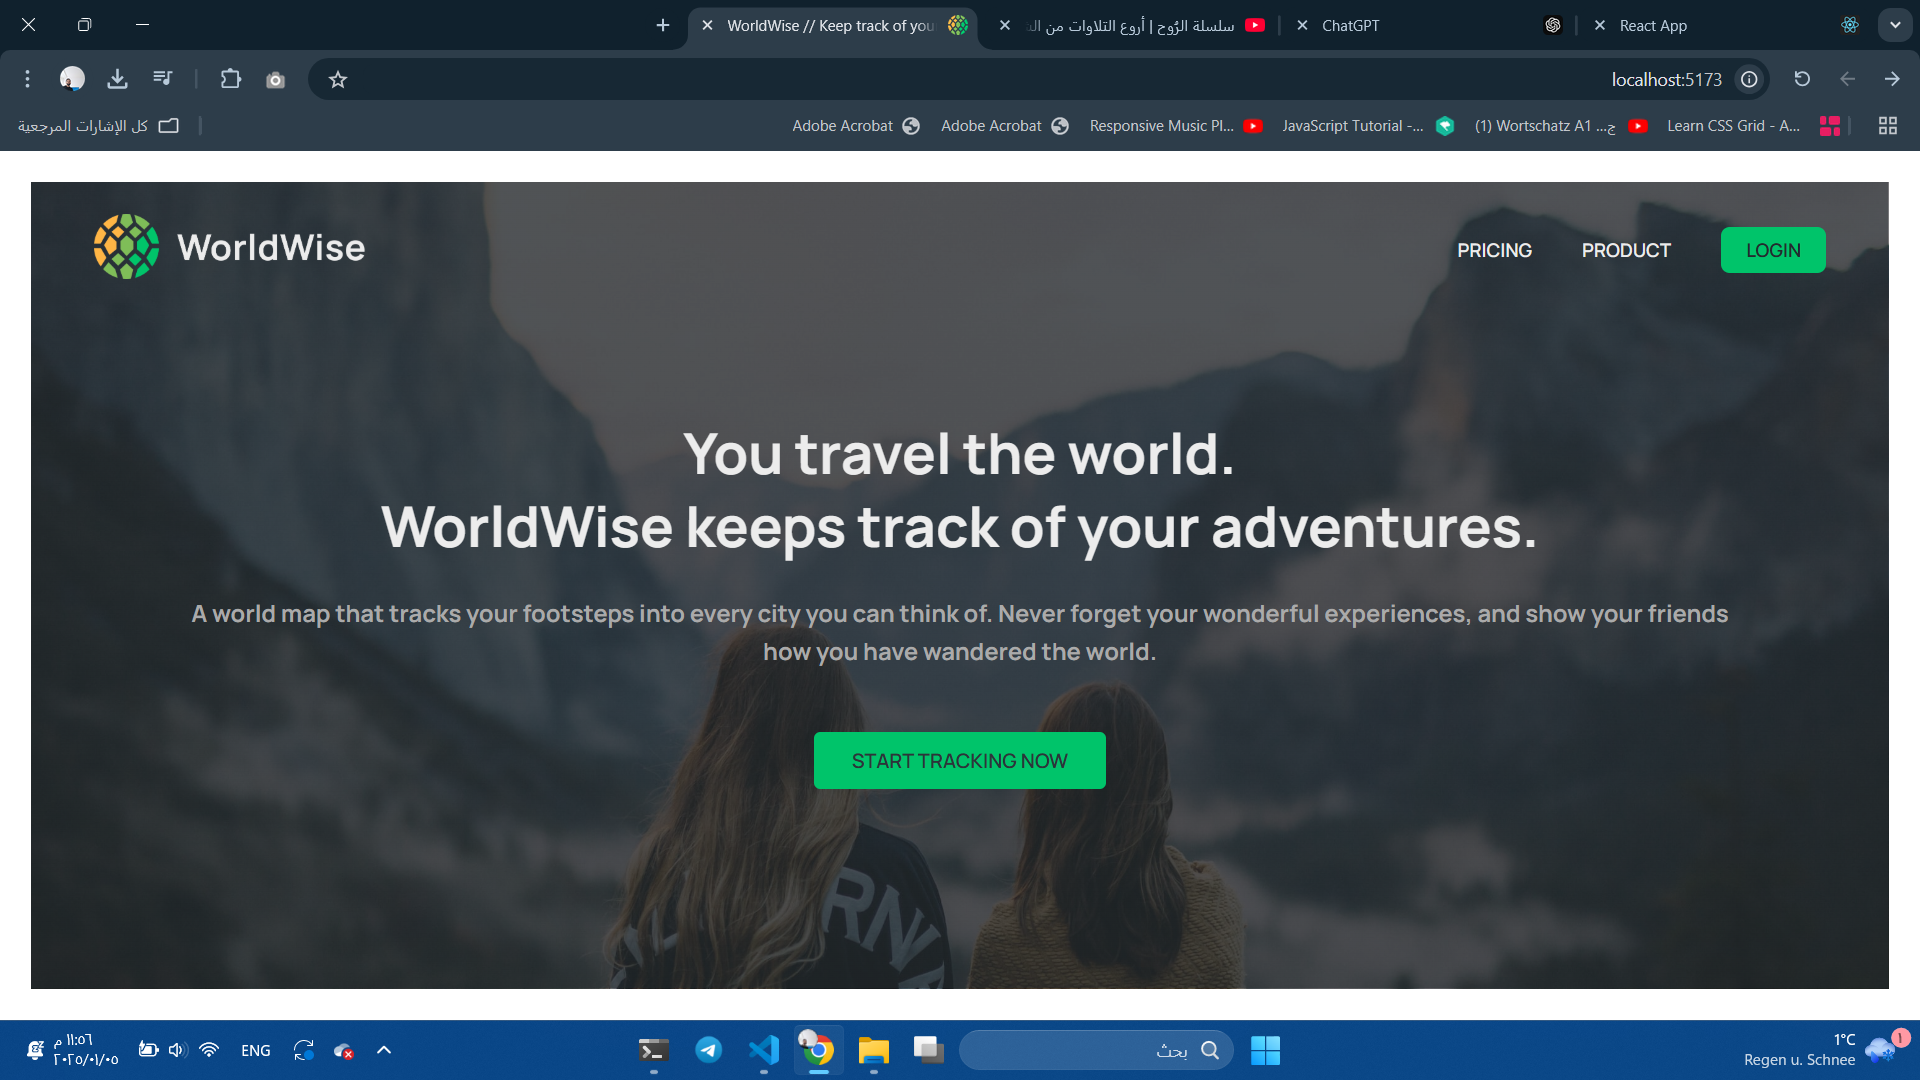 WorldWise // Keep track of you
سلسلة الرُوح | أروع التلاوات من
ChatGPT
React App
localhost:5173
كل الإشارات المرجعية
Adobe Acrobat
Adobe Acrobat
Responsive Music Pl...
JavaScript Tutorial -...
(1) Wortschatz A1 ...ح
Learn CSS Grid - A...
WorldWise
PRICING
PRODUCT
LOGIN
You travel the world.
WorldWise keeps track of your adventures.
A world map that tracks your footsteps into every city you can think of. Never forget your wonderful experiences, and show your friends
how you have wandered the world.
START TRACKING NOW
١١:٥٦ م
٢٠٢٥/٠١/٠٥
ENG
بحث
1°C
Regen u. Schnee
1